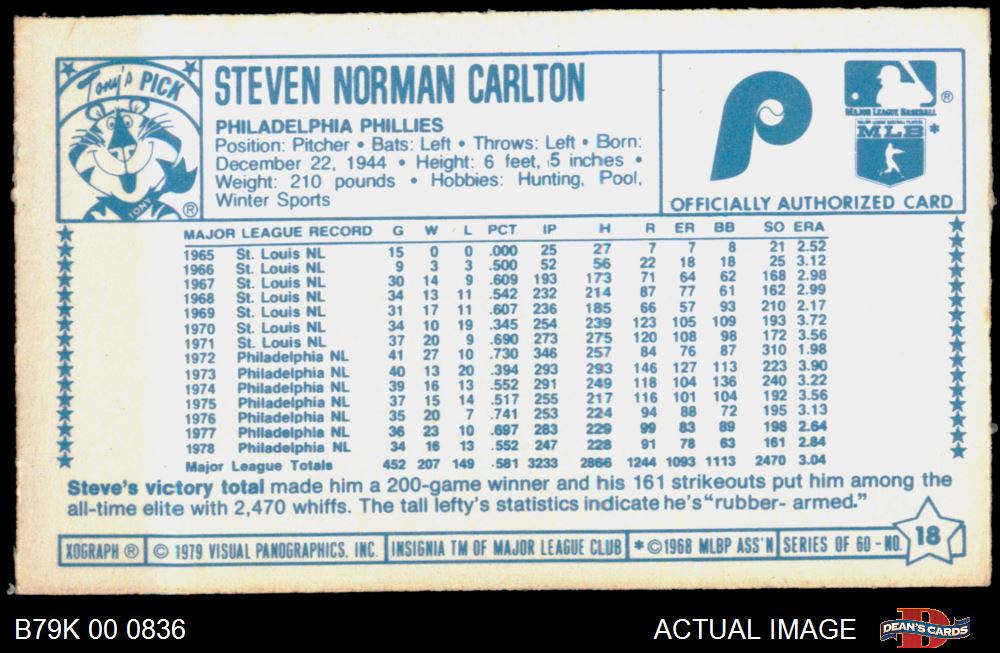 Tony's PICK
TONY ®
STEVEN NORMAN CARLTON
PHILADELPHIA PHILLIES
Position: Pitcher • Bats: Left • Throws: Left • Born:
December 22, 1944 • Height: 6 feet, 5 inches •
Weight: 210 pounds • Hobbies: Hunting, Pool,
Winter Sports
P
MAJOR LEAGUE BASEBALL ®
MAJOR LEAGUE BASEBALL PLAYERS
MLB *
OFFICIALLY AUTHORIZED CARD
MAJOR LEAGUE RECORD G W L PCT IP H R ER BB SO ERA
1965 St. Louis NL 15 0 0 .000 25 27 7 7 8 21 2.52
1966 St. Louis NL 9 3 3 .500 52 56 22 18 18 25 3.12
1967 St. Louis NL 30 14 9 .609 193 173 71 64 62 168 2.98
1968 St. Louis NL 34 13 11 .542 232 214 87 77 61 162 2.99
1969 St. Louis NL 31 17 11 .607 236 185 66 57 93 210 2.17
1970 St. Louis NL 34 10 19 .345 254 239 123 105 109 193 3.72
1971 St. Louis NL 37 20 9 .690 273 275 120 108 98 172 3.56
1972 Philadelphia NL 41 27 10 .730 346 257 84 76 87 310 1.98
1973 Philadelphia NL 40 13 20 .394 293 293 146 127 113 223 3.90
1974 Philadelphia NL 39 16 13 .552 291 249 118 104 136 240 3.22
1975 Philadelphia NL 37 15 14 .517 255 217 116 101 104 192 3.56
1976 Philadelphia NL 35 20 7 .741 253 224 94 88 72 195 3.13
1977 Philadelphia NL 36 23 10 .697 283 229 99 83 89 198 2.64
1978 Philadelphia NL 34 16 13 .552 247 228 91 78 63 161 2.84
Major League Totals 452 207 149 .581 3233 2866 1244 1093 1113 2470 3.04
Steve's victory total made him a 200-game winner and his 161 strikeouts put him among the
all-time elite with 2,470 whiffs. The tall lefty's statistics indicate he's "rubber- armed."
XOGRAPH ® © 1979 VISUAL PANOGRAPHICS, INC. INSIGNIA TM OF MAJOR LEAGUE CLUB *©1968 MLBP ASS'N SERIES OF 60 - NO. 18
B79K 00 0836
ACTUAL IMAGE
D
DEAN'S CARDS